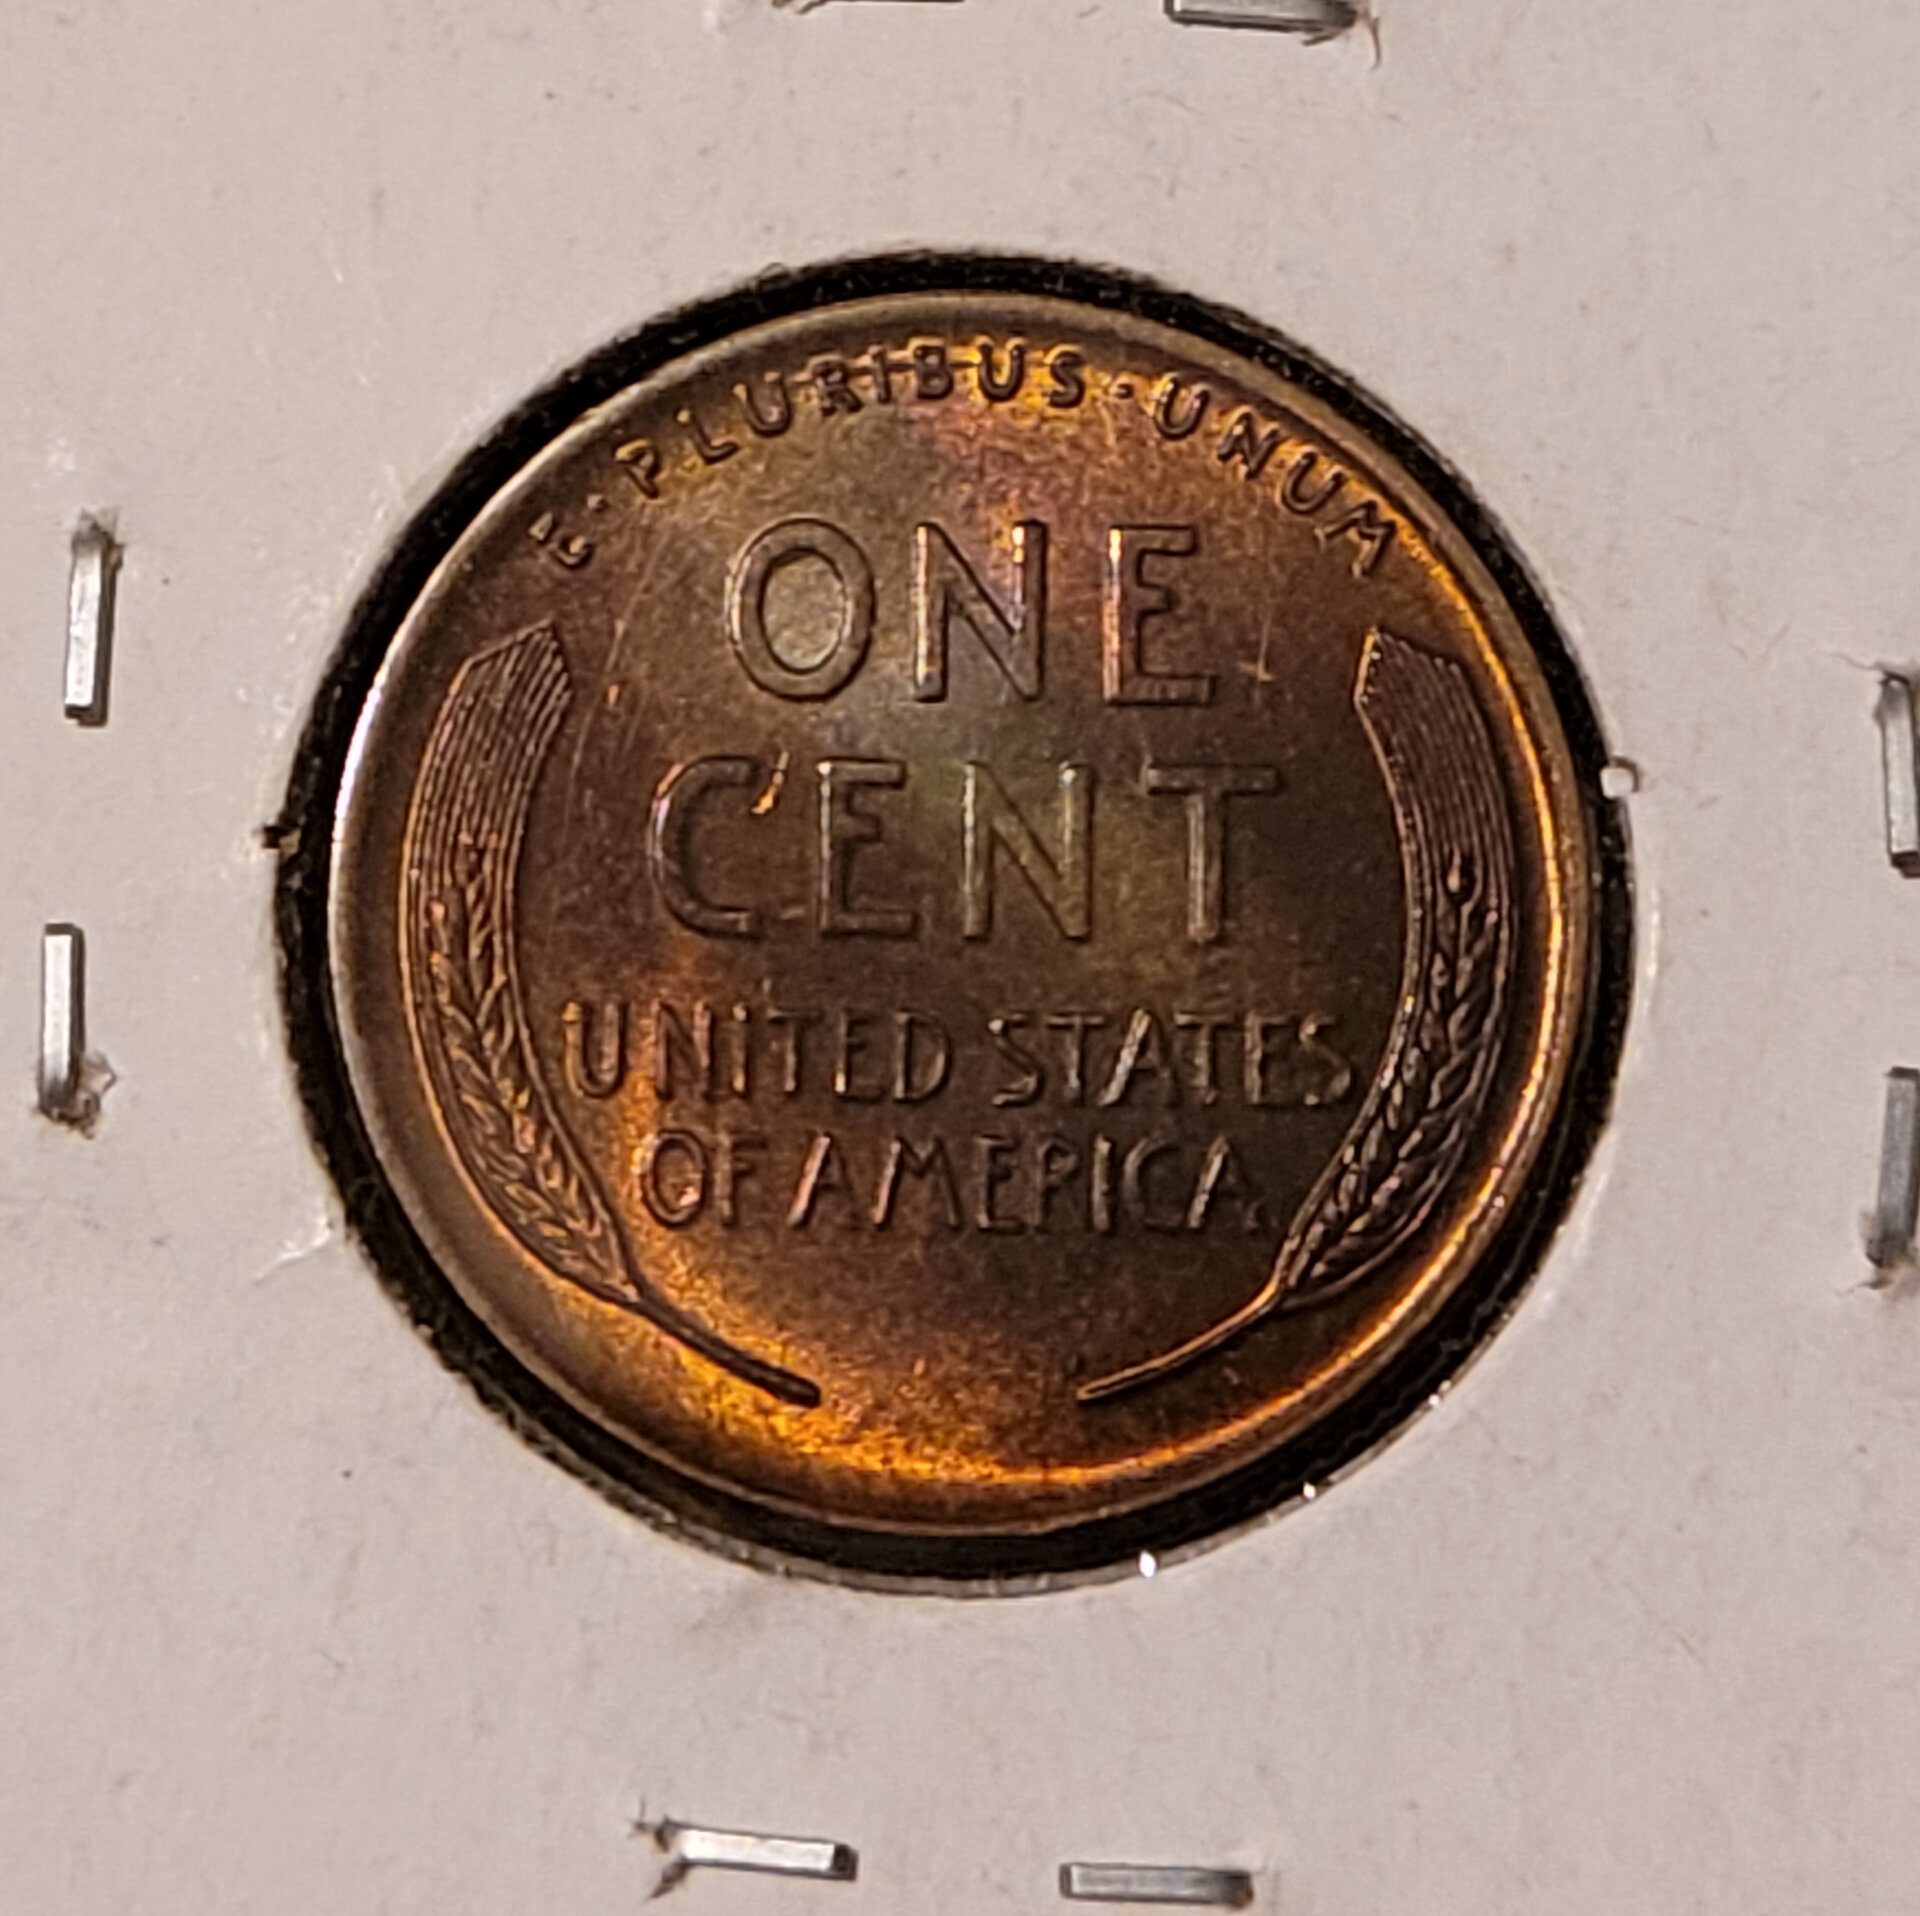 E·PLURIBUS·UNUM
ONE
CENT
UNITED STATES
OF AMERICA